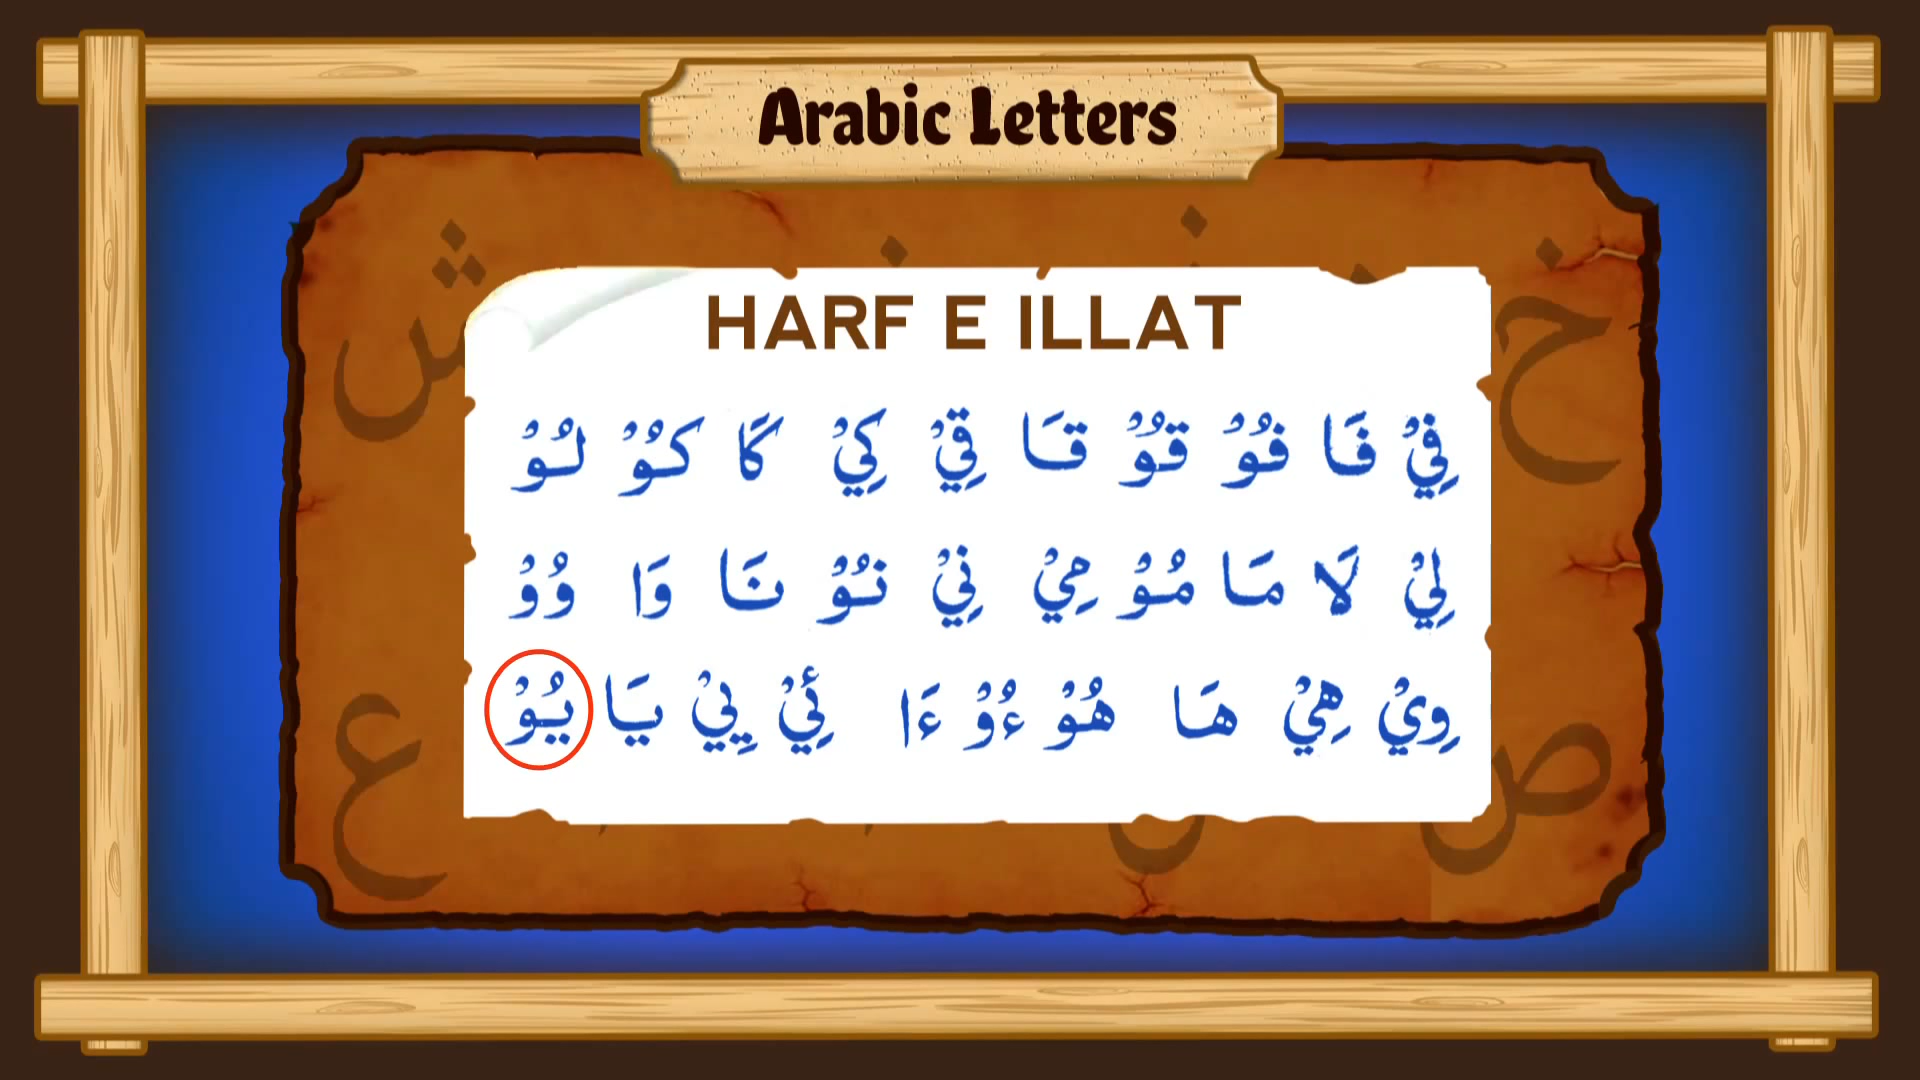 Arabic Letters
HARF E ILLAT
فِيْ فَا فُوْ قُوْ قَا قِيْ كِيْ كَا كُوْ لُوْ
لِيْ لَا مَا مُوْ مِيْ نِيْ نُوْ نَا وَا وُوْ
وِيْ هِيْ هَا هُوْ ءُوْ ءَا ئِيْ يِيْ يَا يُوْ
ش
خ
ع
ص